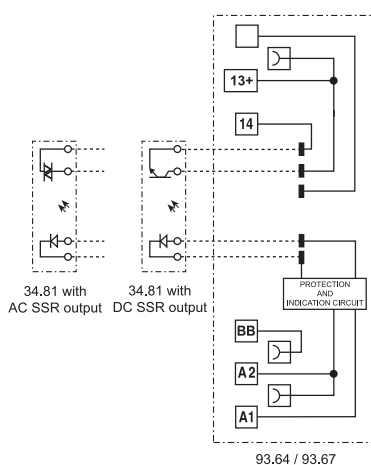 13+
14
34.81 with
AC SSR output
34.81 with
DC SSR output
PROTECTION
AND
INDICATION CIRCUIT
BB
A2
A1
93.64 / 93.67